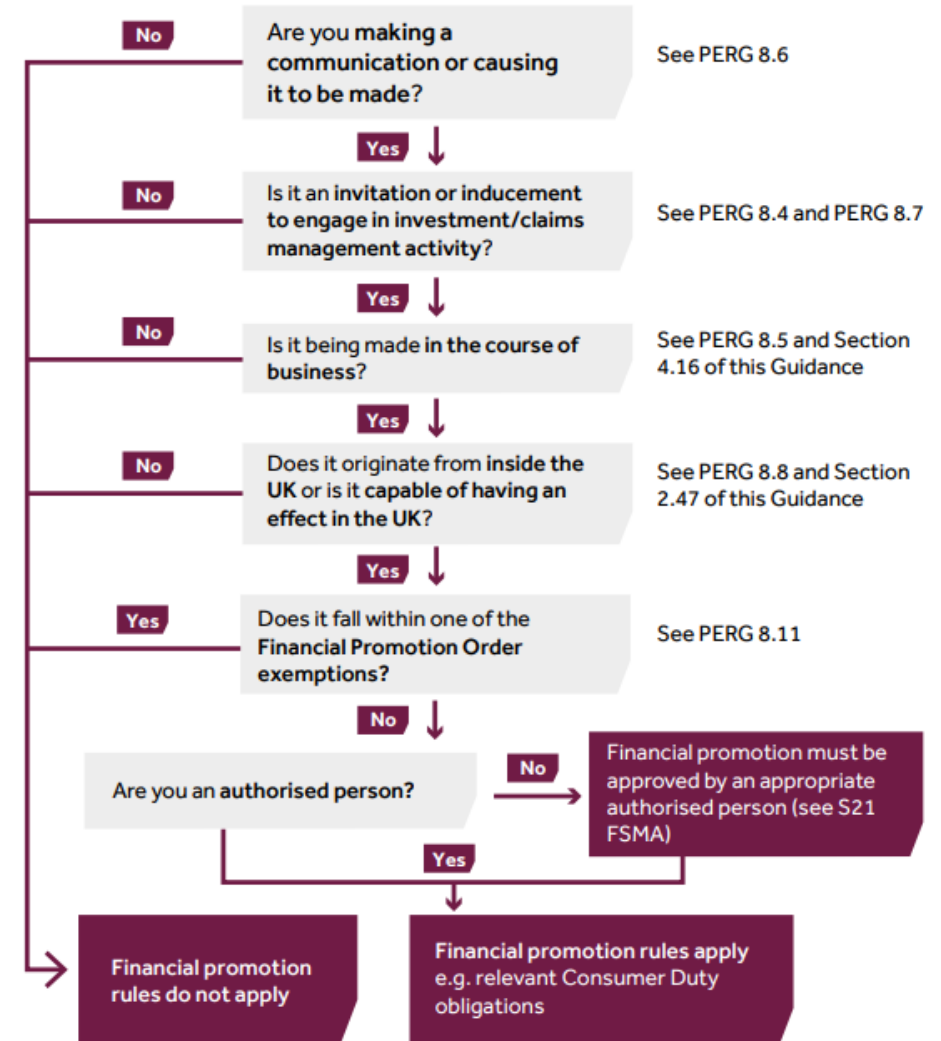 No
Are you making a
communication or causing
it to be made?
See PERG 8.6
Yes
No
Is it an invitation or inducement
to engage in investment/claims
management activity?
See PERG 8.4 and PERG 8.7
Yes
No
Is it being made in the course of
business?
See PERG 8.5 and Section
4.16 of this Guidance
Yes
No
Does it originate from inside the
UK or is it capable of having an
effect in the UK?
See PERG 8.8 and Section
2.47 of this Guidance
Yes
Yes
Does it fall within one of the
Financial Promotion Order
exemptions?
See PERG 8.11
No
Are you an authorised person?
No
Financial promotion must be
approved by an appropriate
authorised person (see S21
FSMA)
Yes
Financial promotion
rules do not apply
Financial promotion rules apply
e.g. relevant Consumer Duty
obligations